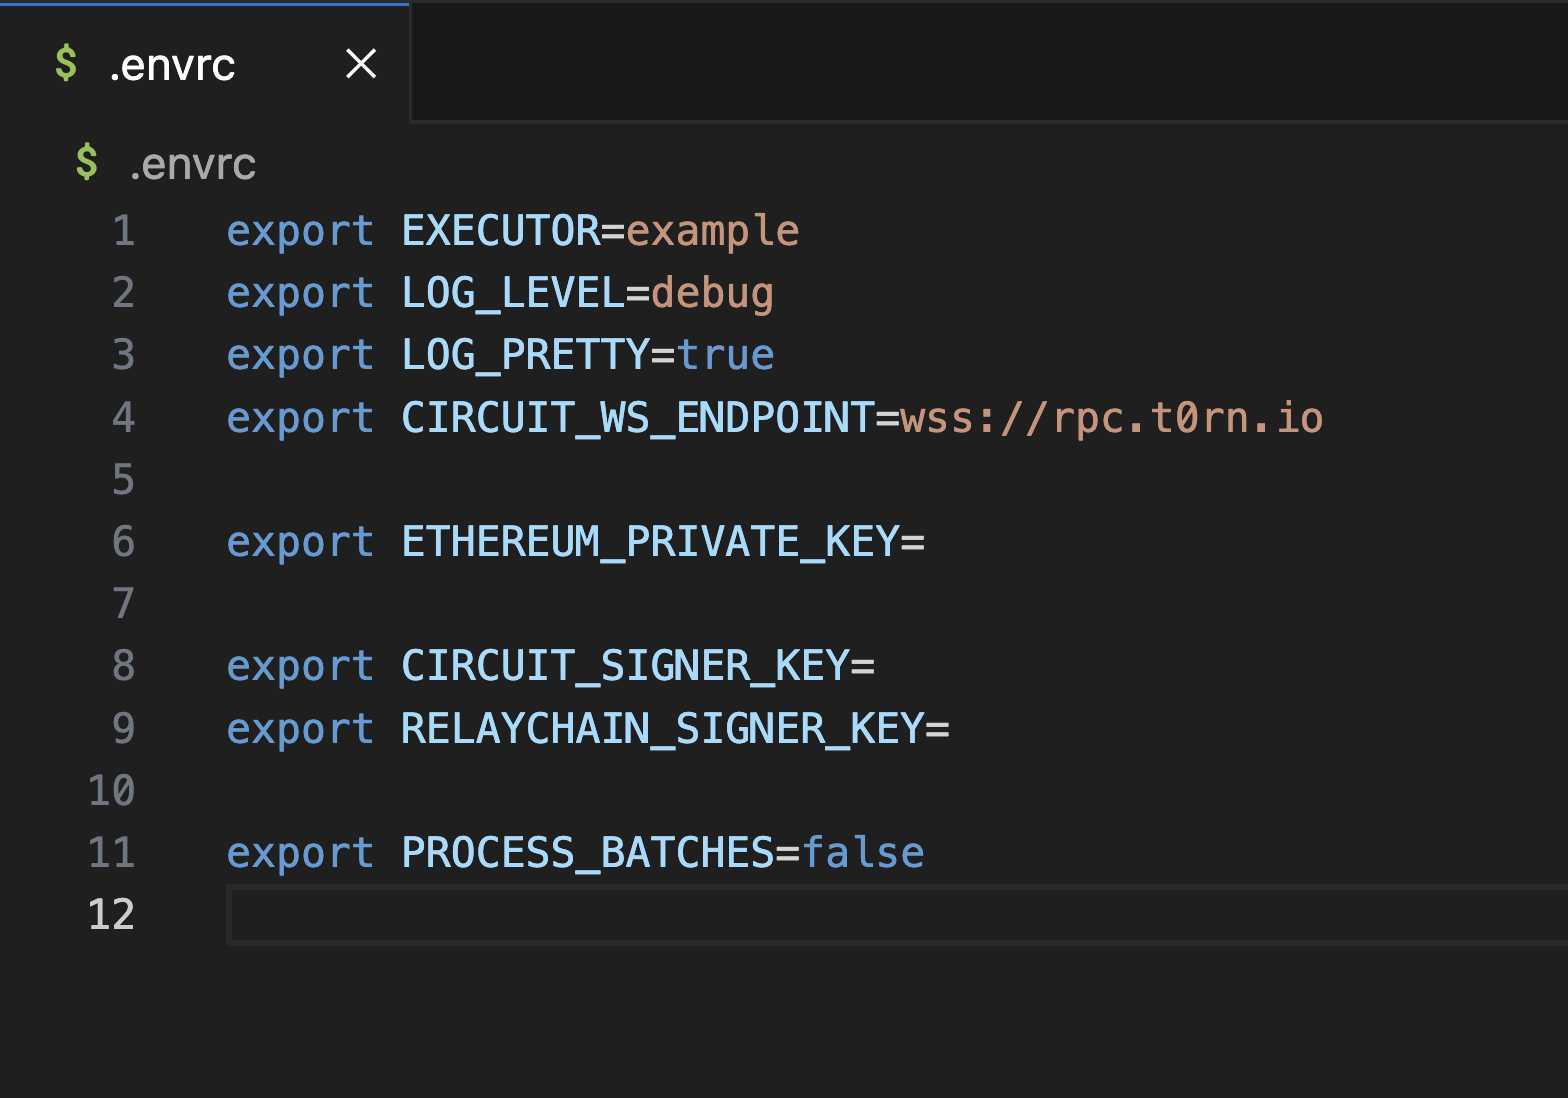 $ .envrc
$ .envrc
1 export EXECUTOR=example
2 export LOG_LEVEL=debug
3 export LOG_PRETTY=true
4 export CIRCUIT_WS_ENDPOINT=wss://rpc.t0rn.io
5
6 export ETHEREUM_PRIVATE_KEY=
7
8 export CIRCUIT_SIGNER_KEY=
9 export RELAYCHAIN_SIGNER_KEY=
10
11 export PROCESS_BATCHES=false
12